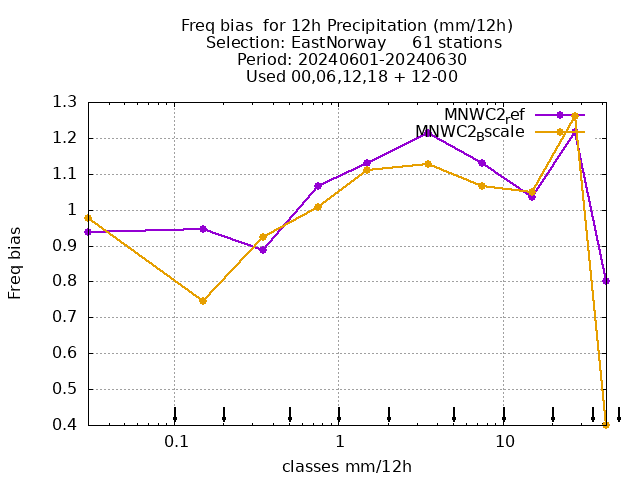 Freq bias  for 12h Precipitation (mm/12h)
Selection: EastNorway     61 stations
Period: 20240601-20240630
Used 00,06,12,18 + 12-00
MNWC2ref
MNWC2Bscale
1.3
1.2
1.1
1
0.9
0.8
0.7
0.6
0.5
0.4
Freq bias
0.1 1 10
classes mm/12h